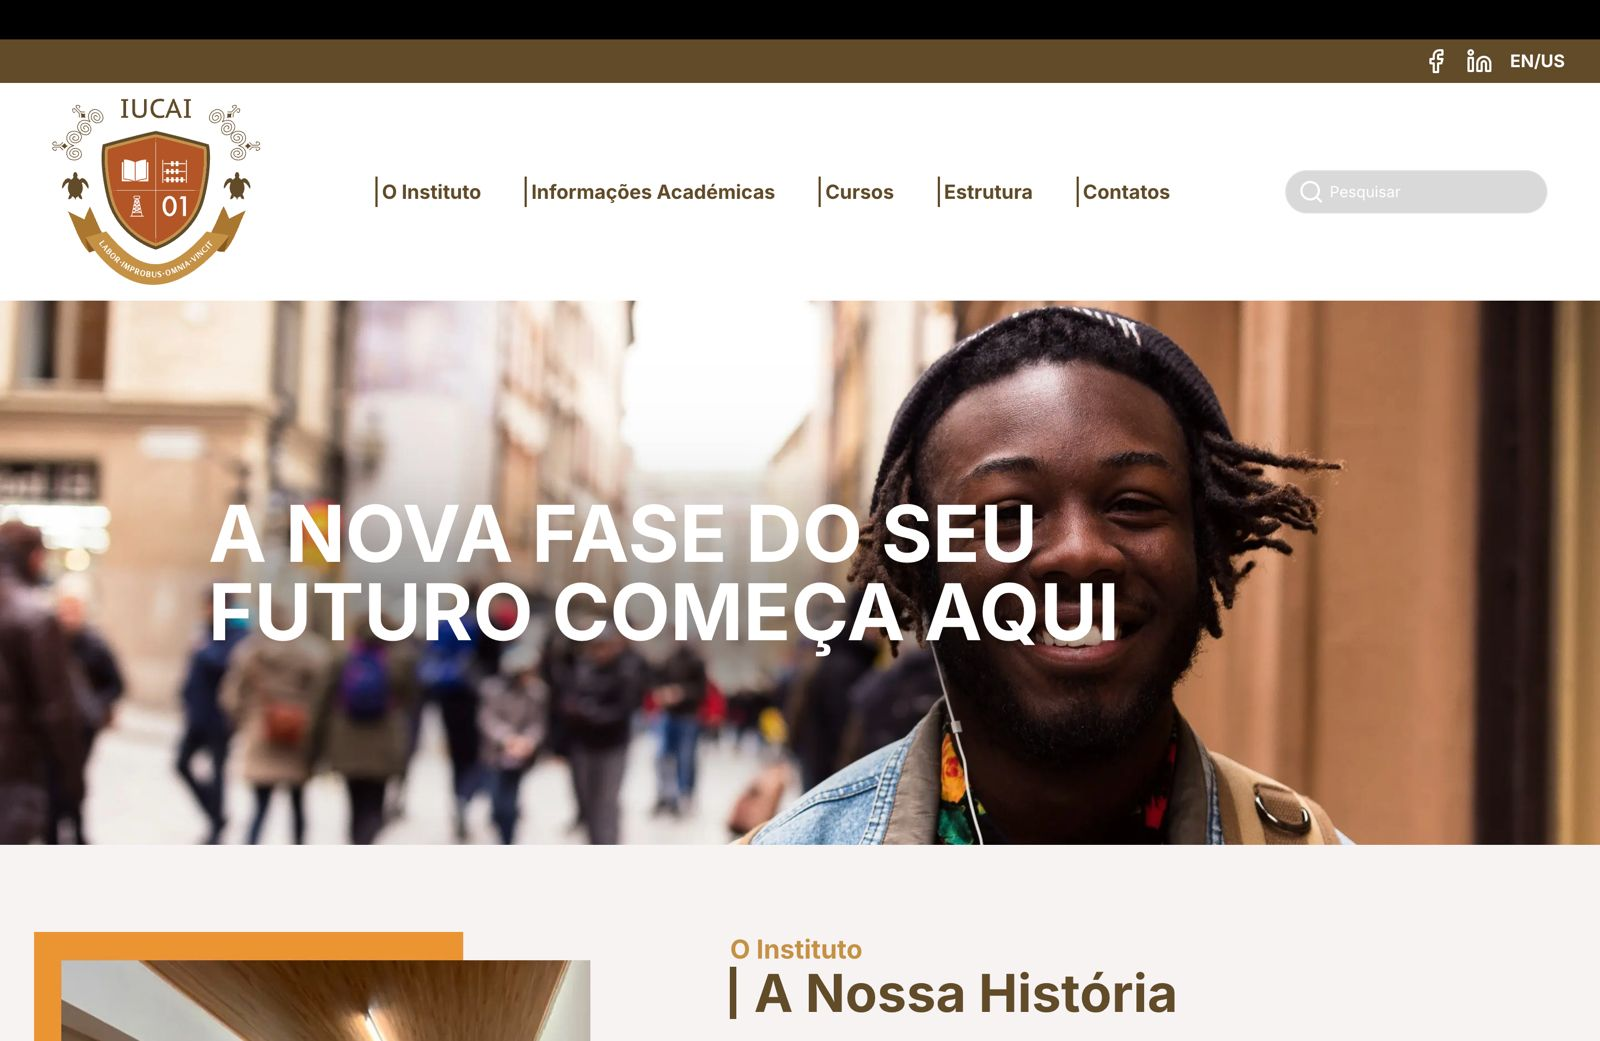 EN/US
IUCAI
01
LABOR·IMPROBUS·OMNIA·VINCIT
O Instituto
Informações Académicas
Cursos
Estrutura
Contatos
Pesquisar
A NOVA FASE DO SEU
FUTURO COMEÇA AQUI
O Instituto
A Nossa História